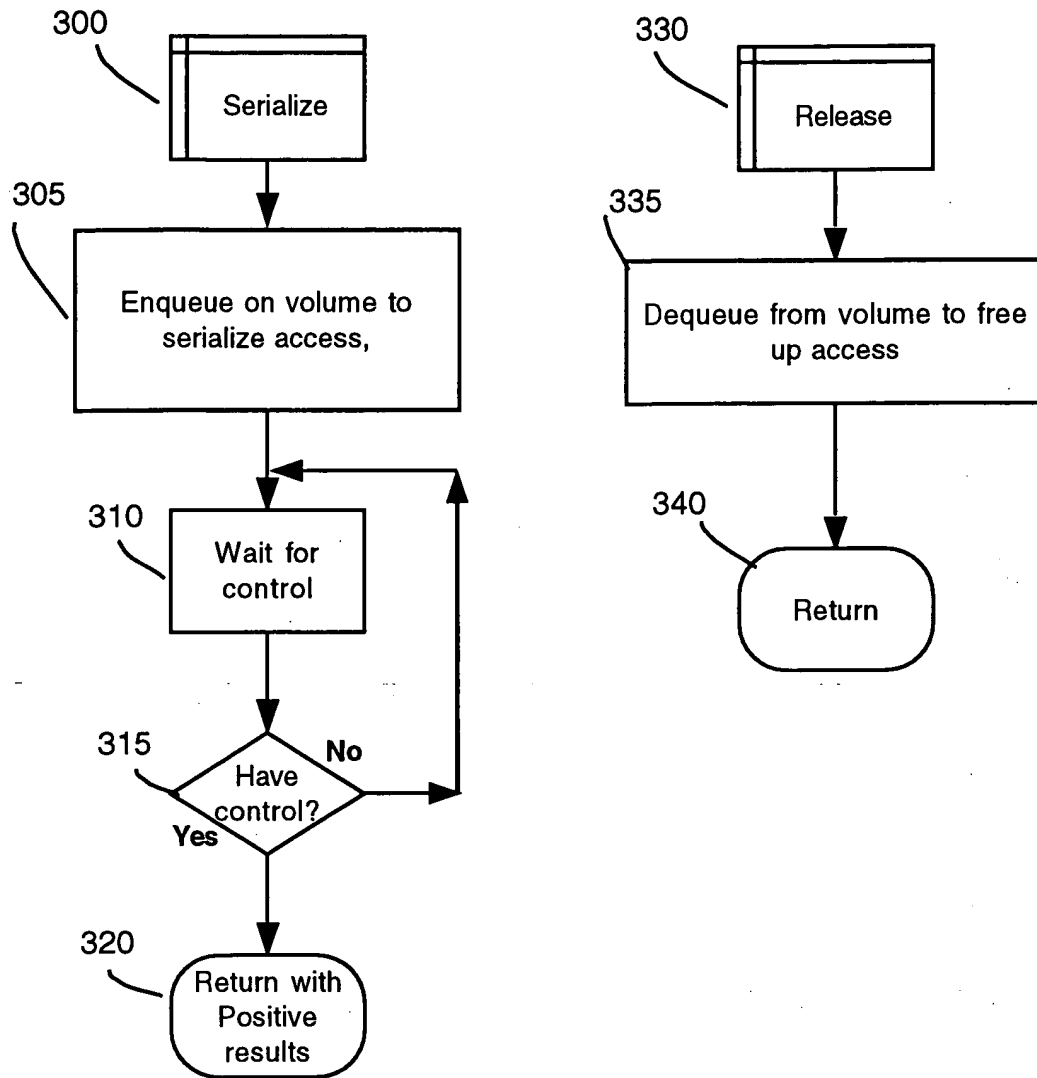 300
Serialize
305
Enqueue on volume to
serialize access,
310
Wait for
control
315
No
Have
control?
Yes
320
Return with
Positive
results
330
Release
335
Dequeue from volume to free
up access
340
Return